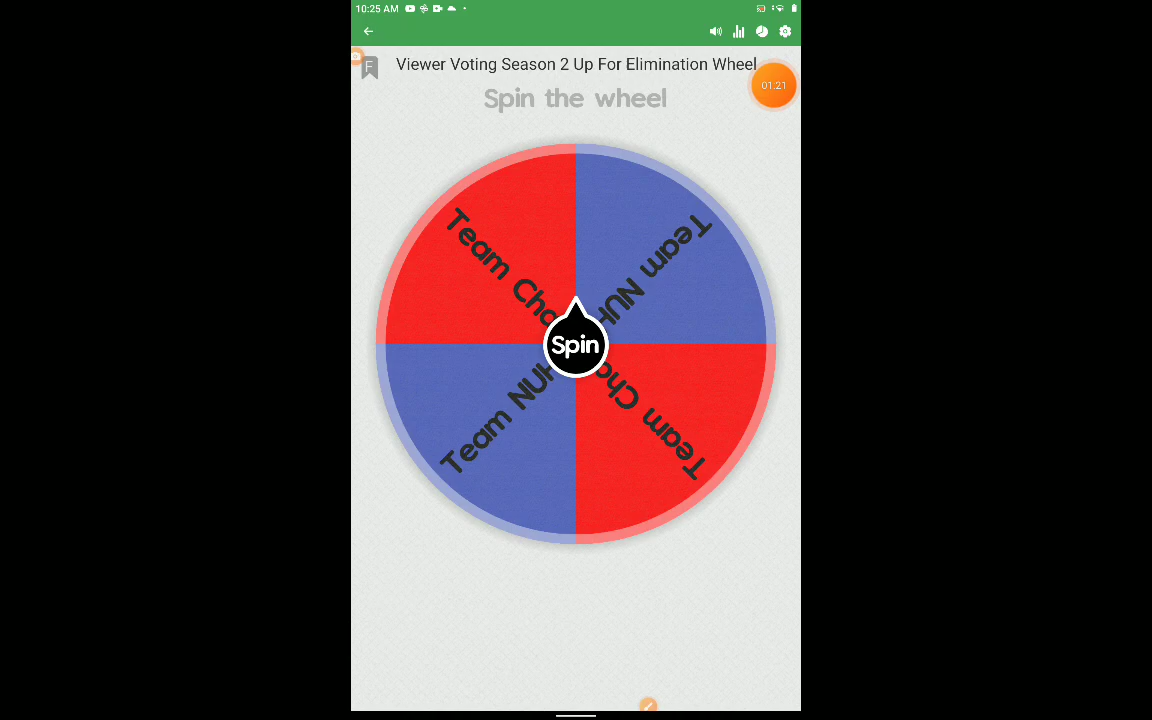 10:25 AM
F
Viewer Voting Season 2 Up For Elimination Wheel
01:21
Spin the wheel
Team
Team
Spin
Team
Team